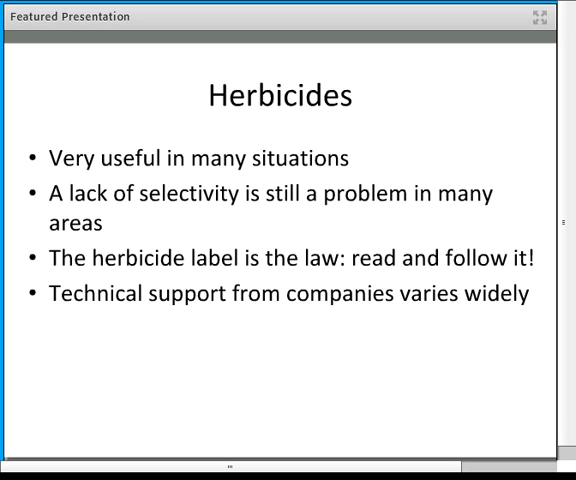 Featured Presentation
Herbicides
• Very useful in many situations
• A lack of selectivity is still a problem in many
areas
• The herbicide label is the law: read and follow it!
• Technical support from companies varies widely